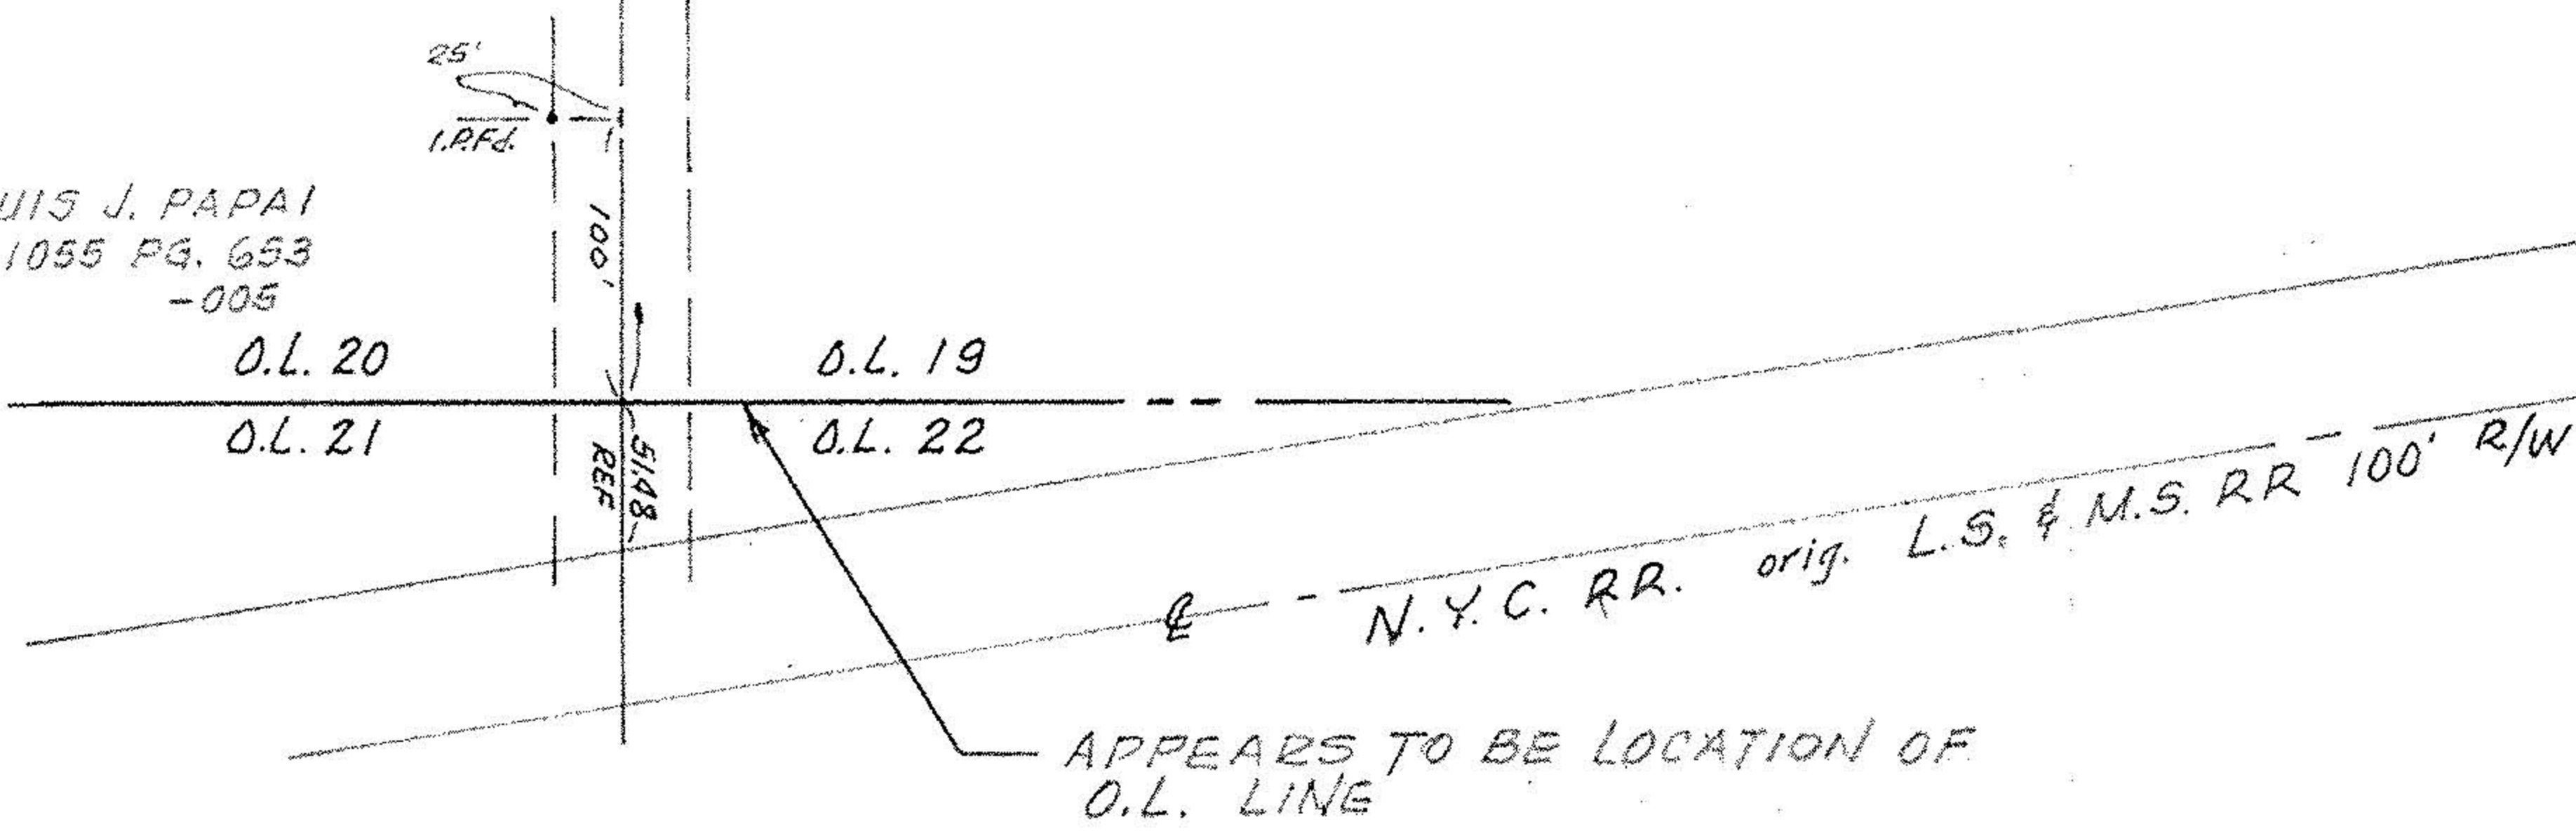 25'
I.P.Fd.
UIS J. PAPAI
1055 PG. 653
-005
100'
O.L. 20
O.L. 19
O.L. 21
O.L. 22
51.48
REF
℄ N.Y.C. RR. orig. L.S. & M.S. RR 100' R/W
APPEARS TO BE LOCATION OF
O.L. LINE